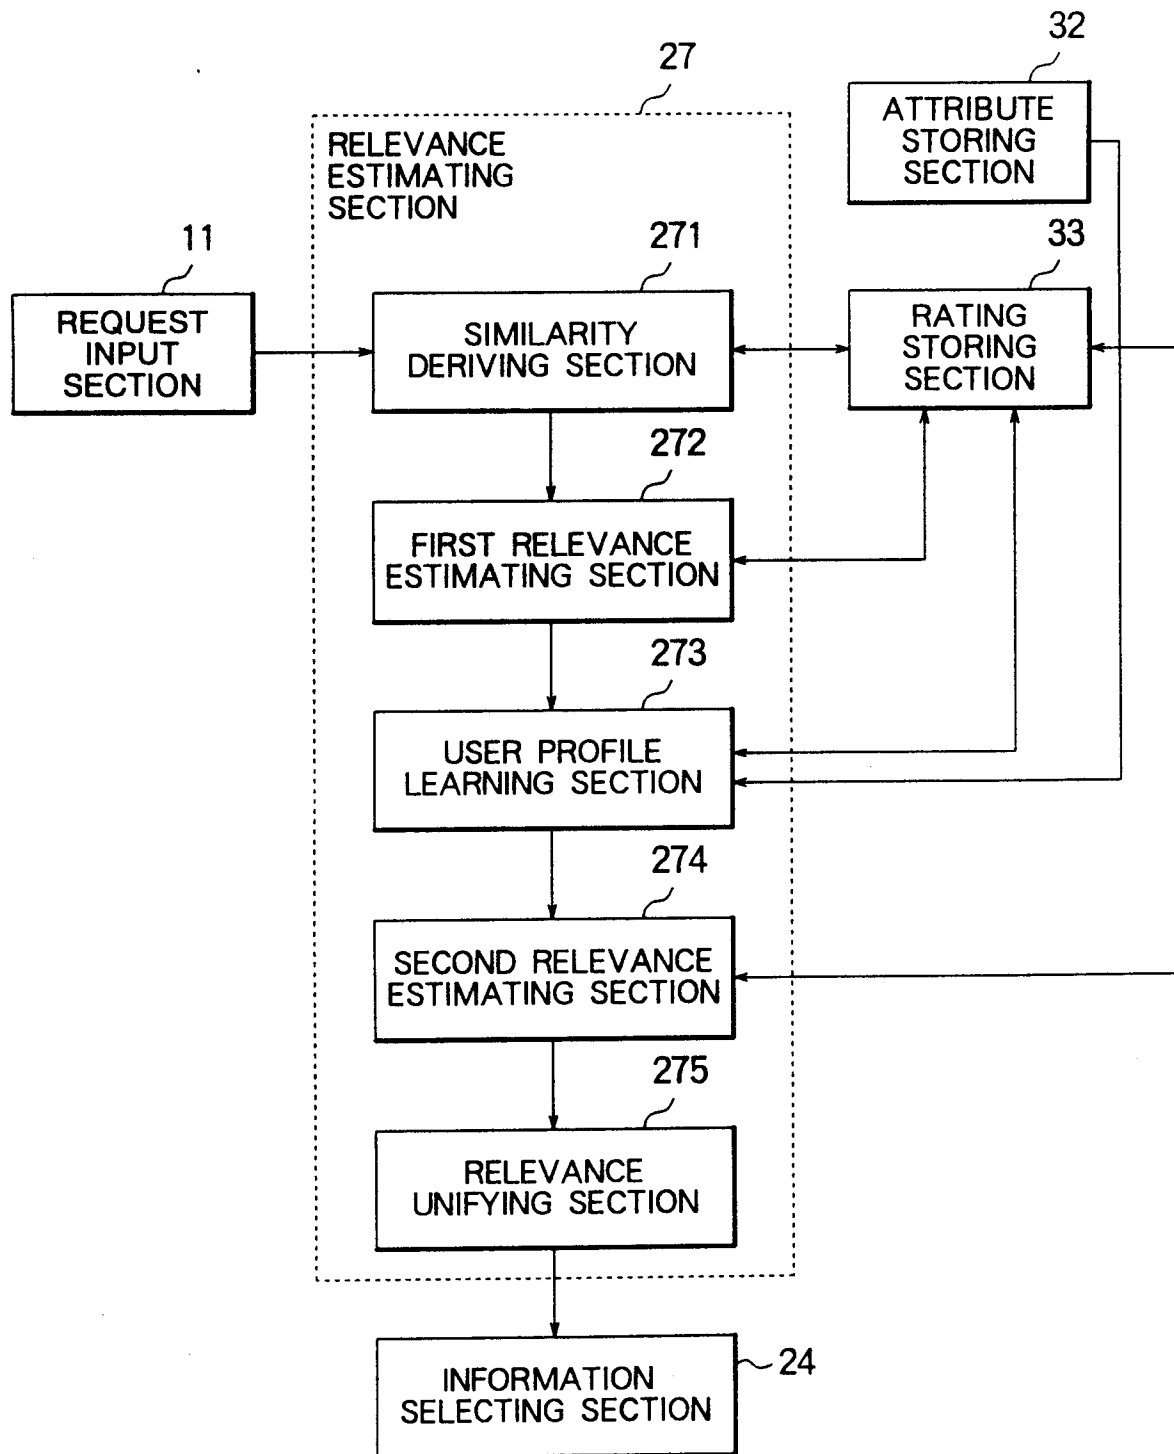 32
27
ATTRIBUTE
STORING
SECTION
RELEVANCE
ESTIMATING
SECTION
11
271
33
REQUEST
INPUT
SECTION
SIMILARITY
DERIVING SECTION
RATING
STORING
SECTION
272
FIRST RELEVANCE
ESTIMATING SECTION
273
USER PROFILE
LEARNING SECTION
274
SECOND RELEVANCE
ESTIMATING SECTION
275
RELEVANCE
UNIFYING SECTION
INFORMATION
SELECTING SECTION
24